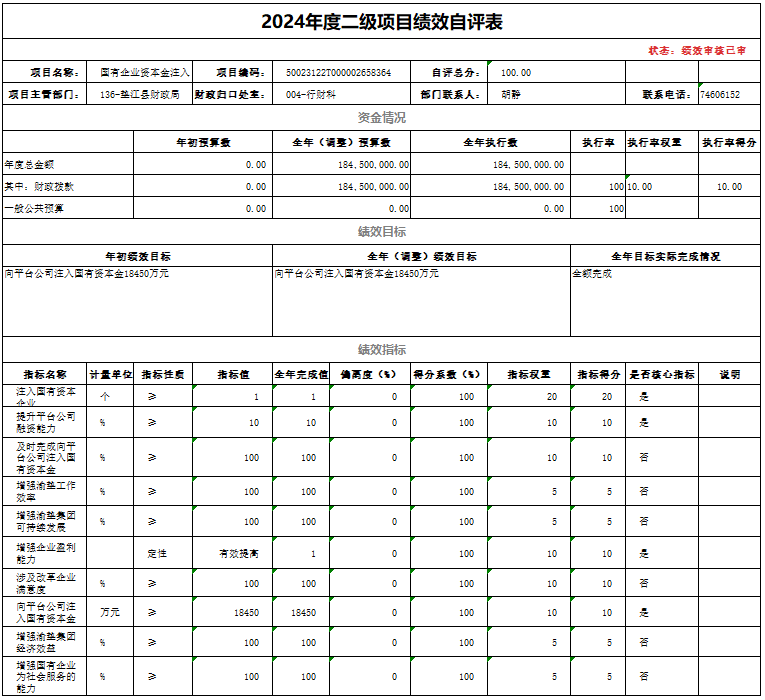 2024年度二级项目绩效自评表
状态：绩效审核已审
项目名称： 国有企业资本金注入 项目编码： 50023122T000002658364 自评总分： 100.00
项目主管部门： 136-垫江县财政局 财政归口处室： 004-行财科 部门联系人： 胡静 联系电话： 74606152
资金情况
年初预算数 全年（调整）预算数 全年执行数 执行率 执行率权重 执行率得分
年度总金额 0.00 184,500,000.00 184,500,000.00
其中：财政拨款 0.00 184,500,000.00 184,500,000.00 100 10.00 10.00
一般公共预算 0.00 0.00 0.00 100
绩效目标
年初绩效目标 全年（调整）绩效目标 全年目标实际完成情况
向平台公司注入国有资本金18450万元 向平台公司注入国有资本金18450万元 全额完成
绩效指标
指标名称 计量单位 指标性质 指标值 全年完成值 偏离度（%） 得分系数（%） 指标权重 指标得分 是否核心指标 说明
注入国有资本
企业 个 ≥ 1 1 0 100 20 20 是
提升平台公司
融资能力 % ≥ 10 10 0 100 10 10 是
及时完成向平
台公司注入国
有资本金 % ≥ 100 100 0 100 10 10 否
增强渝垫工作
效率 % ≥ 100 100 0 100 5 5 否
增强渝垫集团
可持续发展 % ≥ 100 100 0 100 5 5 否
增强企业盈利
能力 定性 有效提高 1 0 100 10 10 是
涉及改革企业
满意度 % ≥ 100 100 0 100 10 10 否
向平台公司注
入国有资本金 万元 ≥ 18450 18450 0 100 10 10 是
增强渝垫集团
经济效益 % ≥ 100 100 0 100 5 5 否
增强国有企业
为社会服务的
能力 % ≥ 100 100 0 100 5 5 否